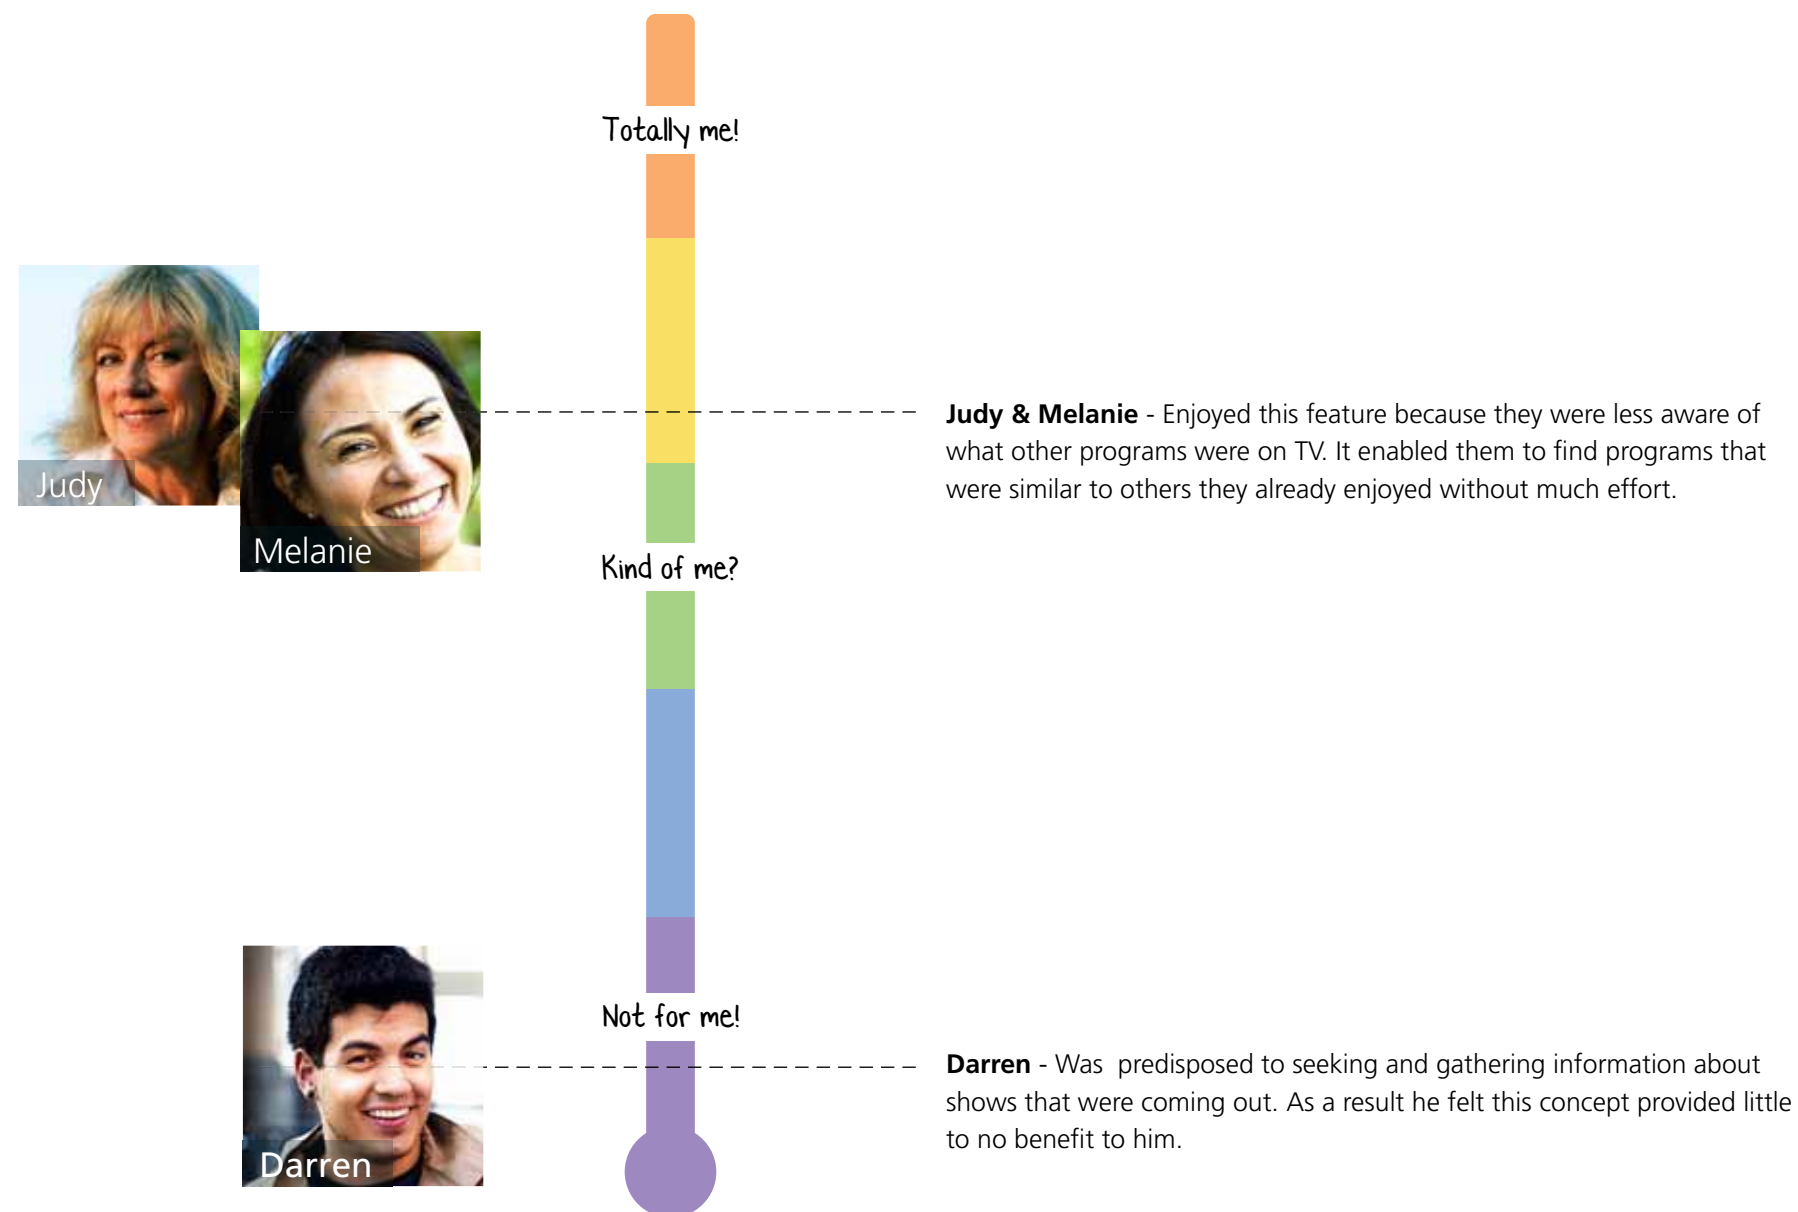 Totally me!
Judy
Melanie
Judy & Melanie - Enjoyed this feature because they were less aware of
what other programs were on TV. It enabled them to find programs that
were similar to others they already enjoyed without much effort.
Kind of me?
Not for me!
Darren
Darren - Was  predisposed to seeking and gathering information about
shows that were coming out. As a result he felt this concept provided little
to no benefit to him.